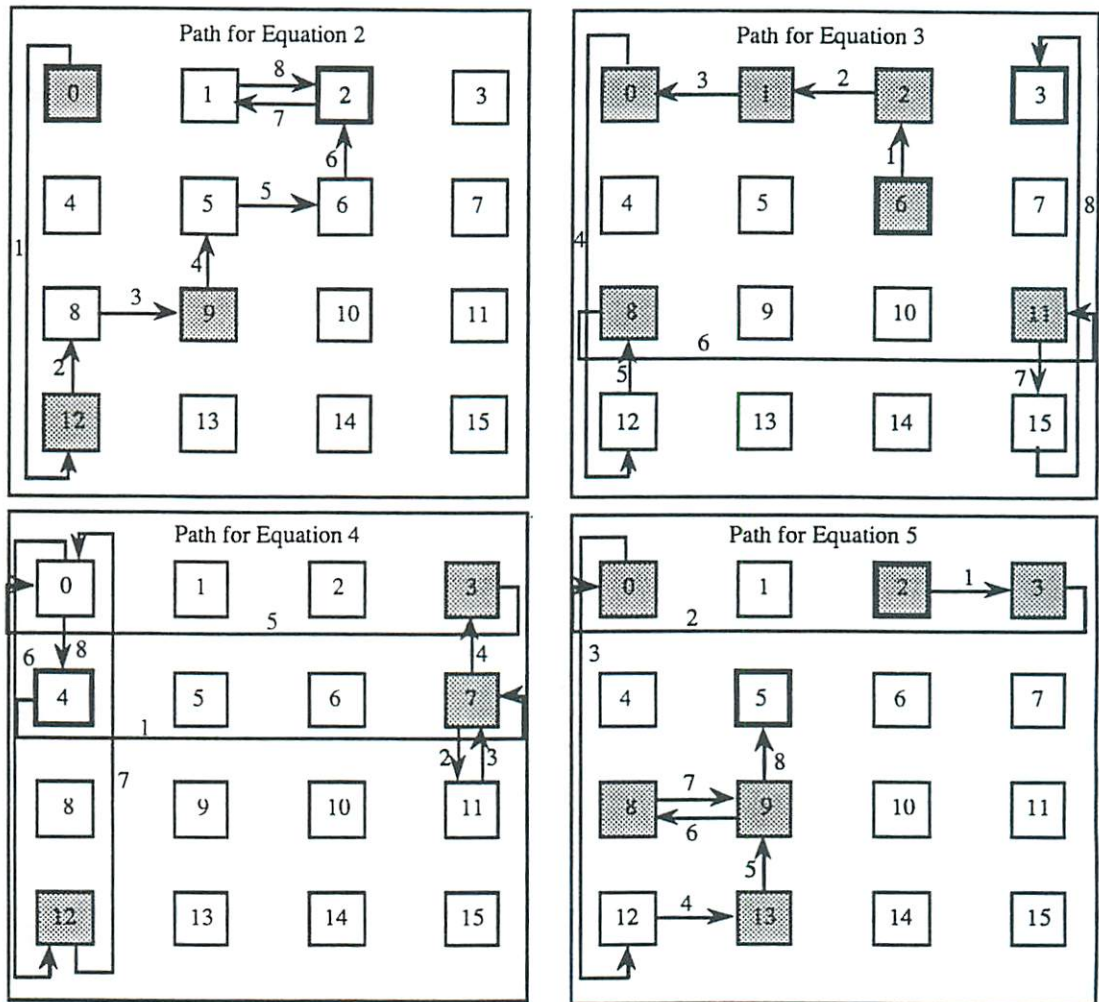 Path for Equation 2
0 1 8 7 2 3
6
4 5 5 6 7
1
4
8 3 9 10 11
2
12 13 14 15
Path for Equation 3
0 3 1 2 2 3
1
4 5 6 7 8
4
8 9 10 11
6
5 7
12 13 14 15
Path for Equation 4
0 1 2 3
5
6 8 4
4 5 6 7
1
2 3
7
8 9 10 11
12 13 14 15
Path for Equation 5
0 1 2 1 3
2
3
4 5 6 7
8
8 7 9 10 11
6
5
12 4 13 14 15